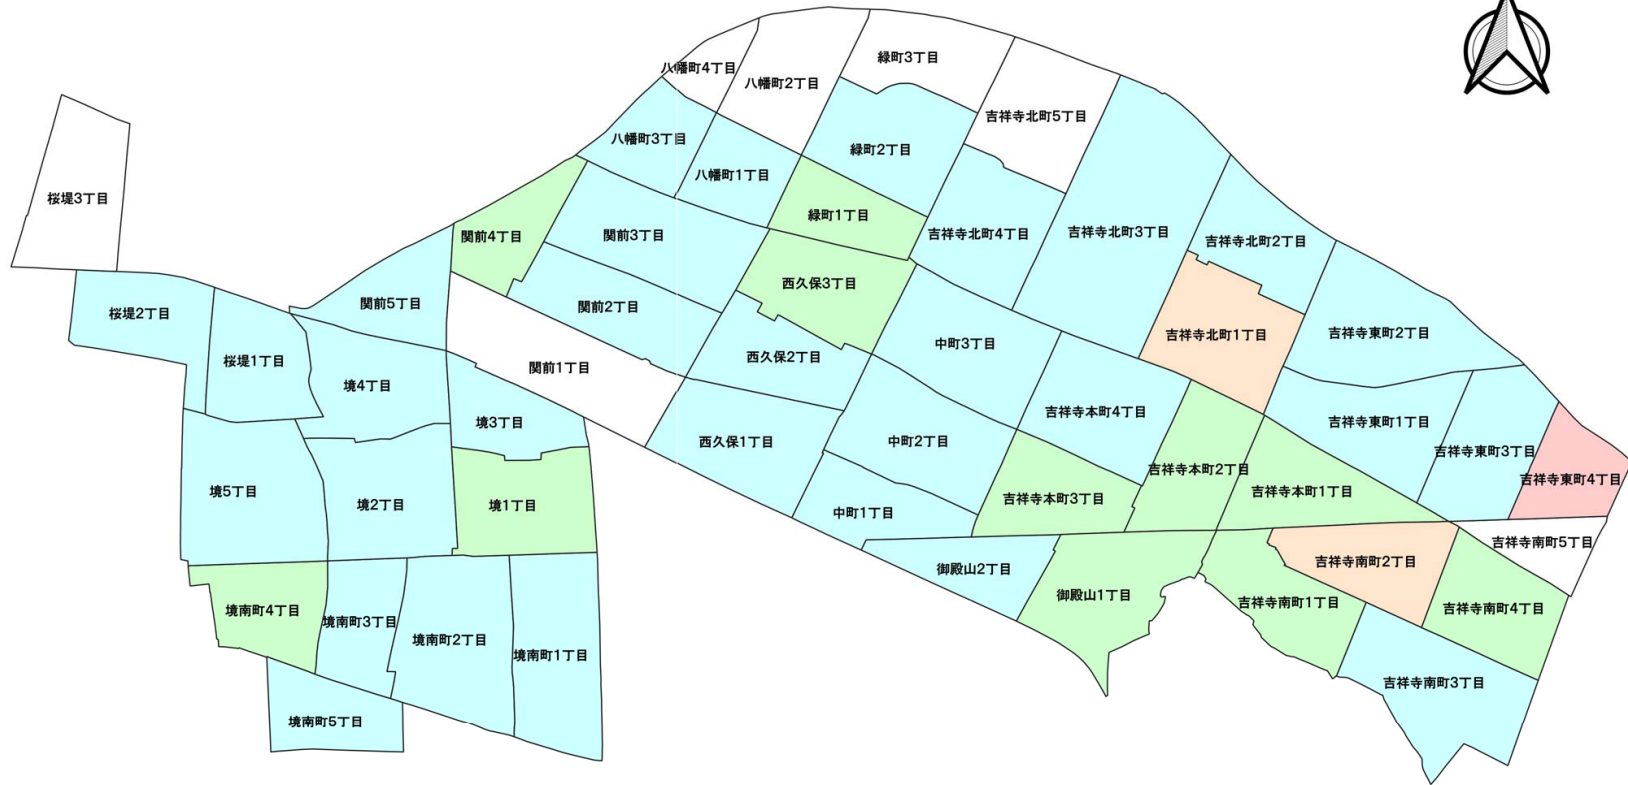 緑町3丁目
八幡町4丁目
八幡町2丁目
吉祥寺北町5丁目
八幡町3丁目
緑町2丁目
八幡町1丁目
桜堤3丁目
緑町1丁目
関前4丁目
関前3丁目
吉祥寺北町4丁目
吉祥寺北町3丁目
吉祥寺北町2丁目
西久保3丁目
関前5丁目
関前2丁目
桜堤2丁目
吉祥寺北町1丁目
吉祥寺東町2丁目
中町3丁目
西久保2丁目
桜堤1丁目
関前1丁目
境4丁目
吉祥寺本町4丁目
境3丁目
吉祥寺東町1丁目
西久保1丁目
中町2丁目
吉祥寺東町3丁目
吉祥寺本町2丁目
吉祥寺東町4丁目
境5丁目
吉祥寺本町1丁目
吉祥寺本町3丁目
境2丁目
境1丁目
中町1丁目
吉祥寺南町5丁目
吉祥寺南町2丁目
御殿山2丁目
御殿山1丁目
吉祥寺南町1丁目
吉祥寺南町4丁目
境南町4丁目
境南町3丁目
境南町2丁目
境南町1丁目
吉祥寺南町3丁目
境南町5丁目